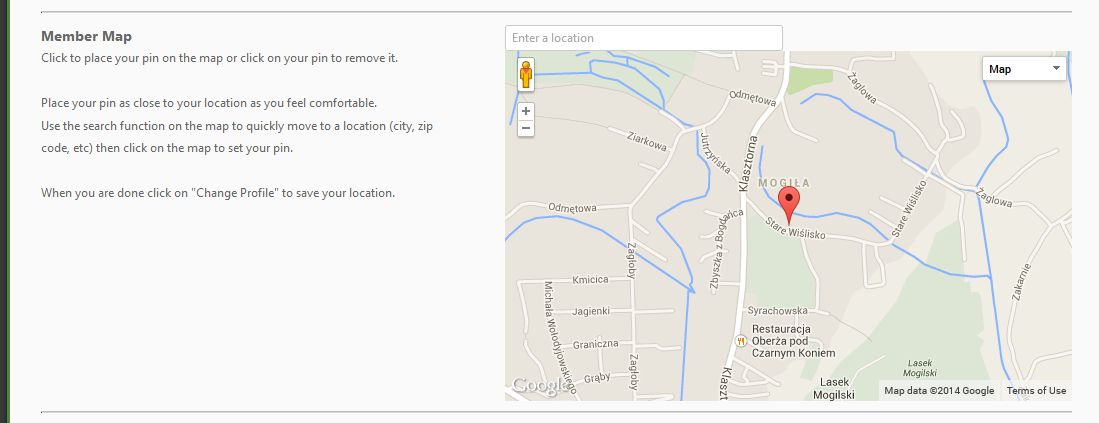 Member Map
Click to place your pin on the map or click on your pin to remove it.
Place your pin as close to your location as you feel comfortable.
Use the search function on the map to quickly move to a location (city, zip
code, etc) then click on the map to set your pin.
When you are done click on "Change Profile" to save your location.
Enter a location
Map
+
−
Żaglowa
Odmętowa
Ziarkowa
Jutrzyńska
Klasztorna
MOGIŁA
Żaglowa
Stare Wiślisko
Odmętowa
Zbyszka z Bogdańca
Stare Wiślisko
Zagłoby
Zakarnie
Kmicica
Michała Wołodyjowskiego
Jagienki
Syrachowska
Graniczna
Restauracja
Oberża pod
Czarnym Koniem
Zagłoby
Grąby
Klaszt
Lasek
Mogilski
Lasek
Mogilski
Google
Map data ©2014 Google
Terms of Use